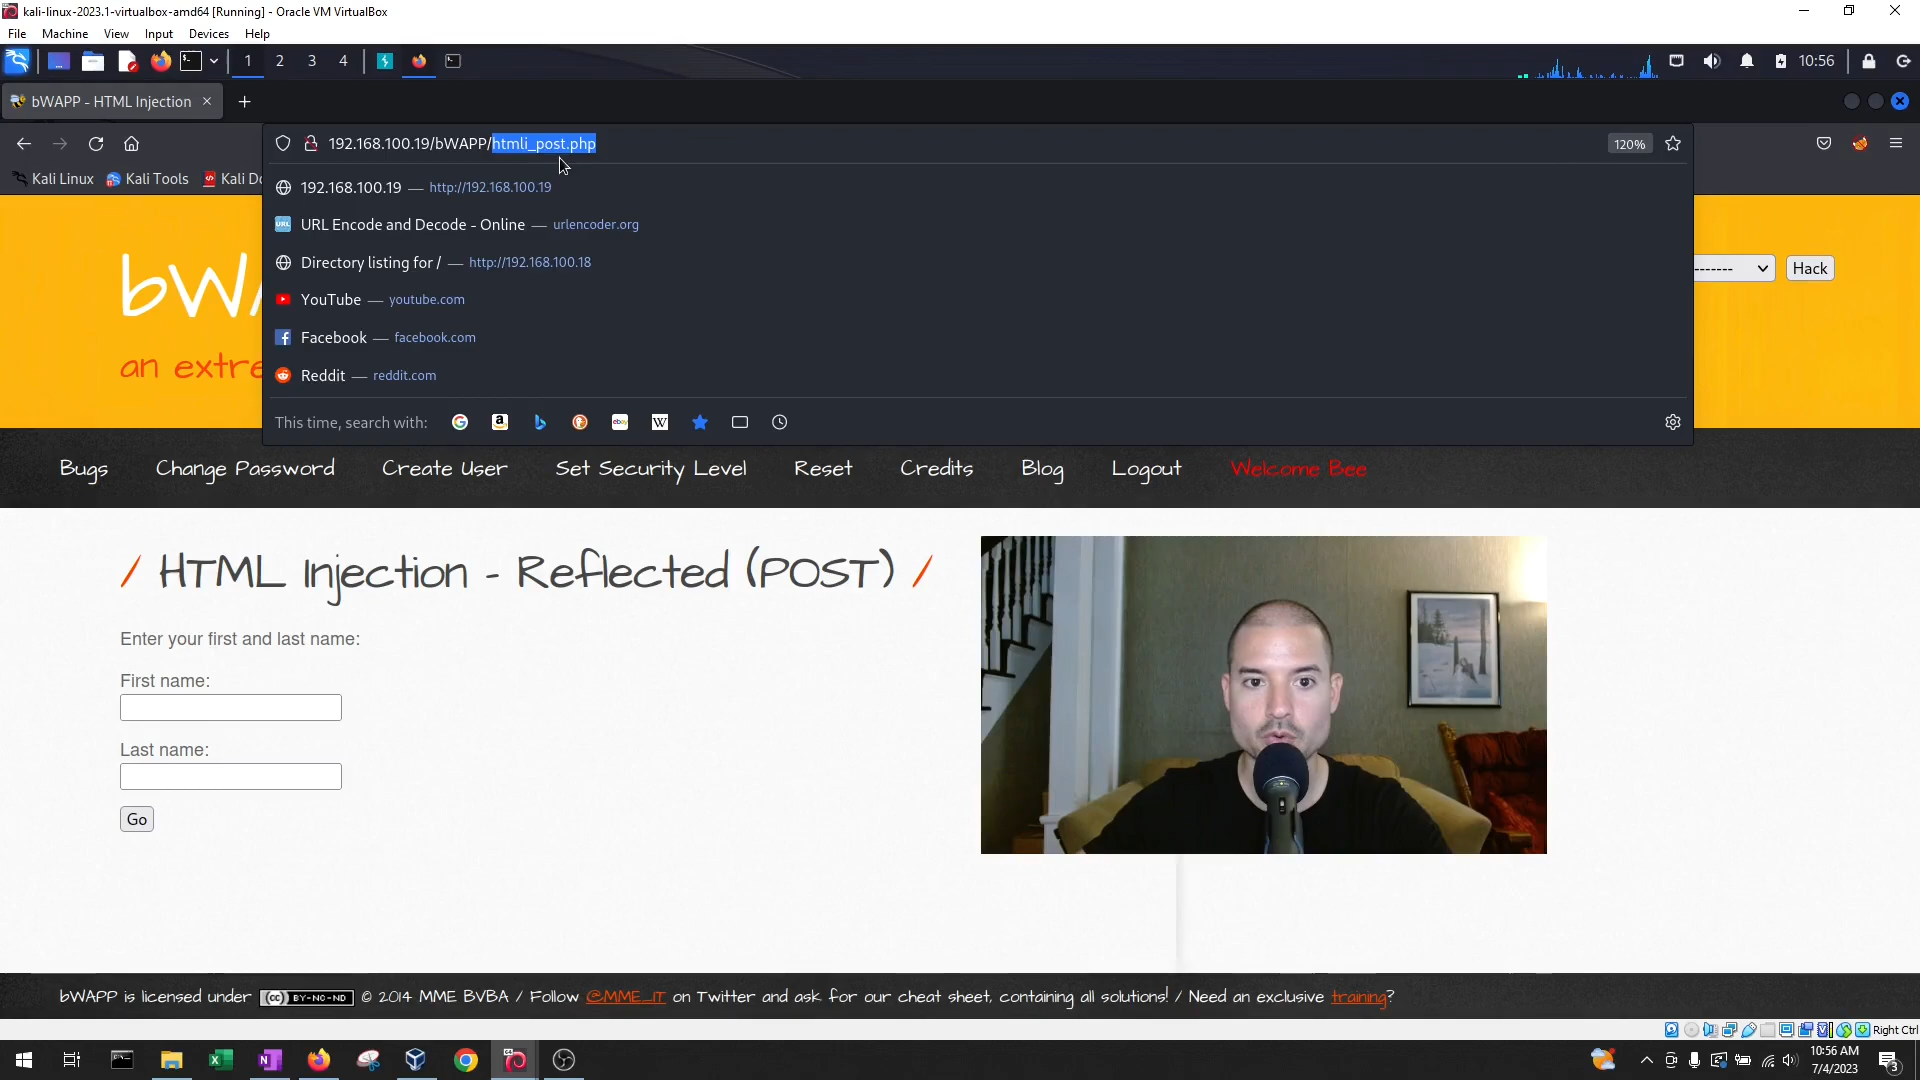 kali-linux-2023.1-virtualbox-amd64 [Running] - Oracle VM VirtualBox
File Machine View Input Devices Help
1 2 3 4 10:56
bWAPP - HTML Injection
192.168.100.19/bWAPP/htmli_post.php 120%
Kali Linux Kali Tools Kali Do
192.168.100.19 — http://192.168.100.19
URL Encode and Decode - Online — urlencoder.org
Directory listing for / — http://192.168.100.18
YouTube — youtube.com
Facebook — facebook.com
Reddit — reddit.com
This time, search with:
bWA
an extre
------- Hack
Bugs Change Password Create User Set Security Level Reset Credits Blog Logout Welcome Bee
/ HTML Injection - Reflected (POST) /
Enter your first and last name:
First name:
Last name:
Go
bWAPP is licensed under (cc) BY-NC-ND © 2014 MME BVBA / Follow @MME_IT on Twitter and ask for our cheat sheet, containing all solutions! / Need an exclusive training?
Right Ctrl
10:56 AM
7/4/2023
3